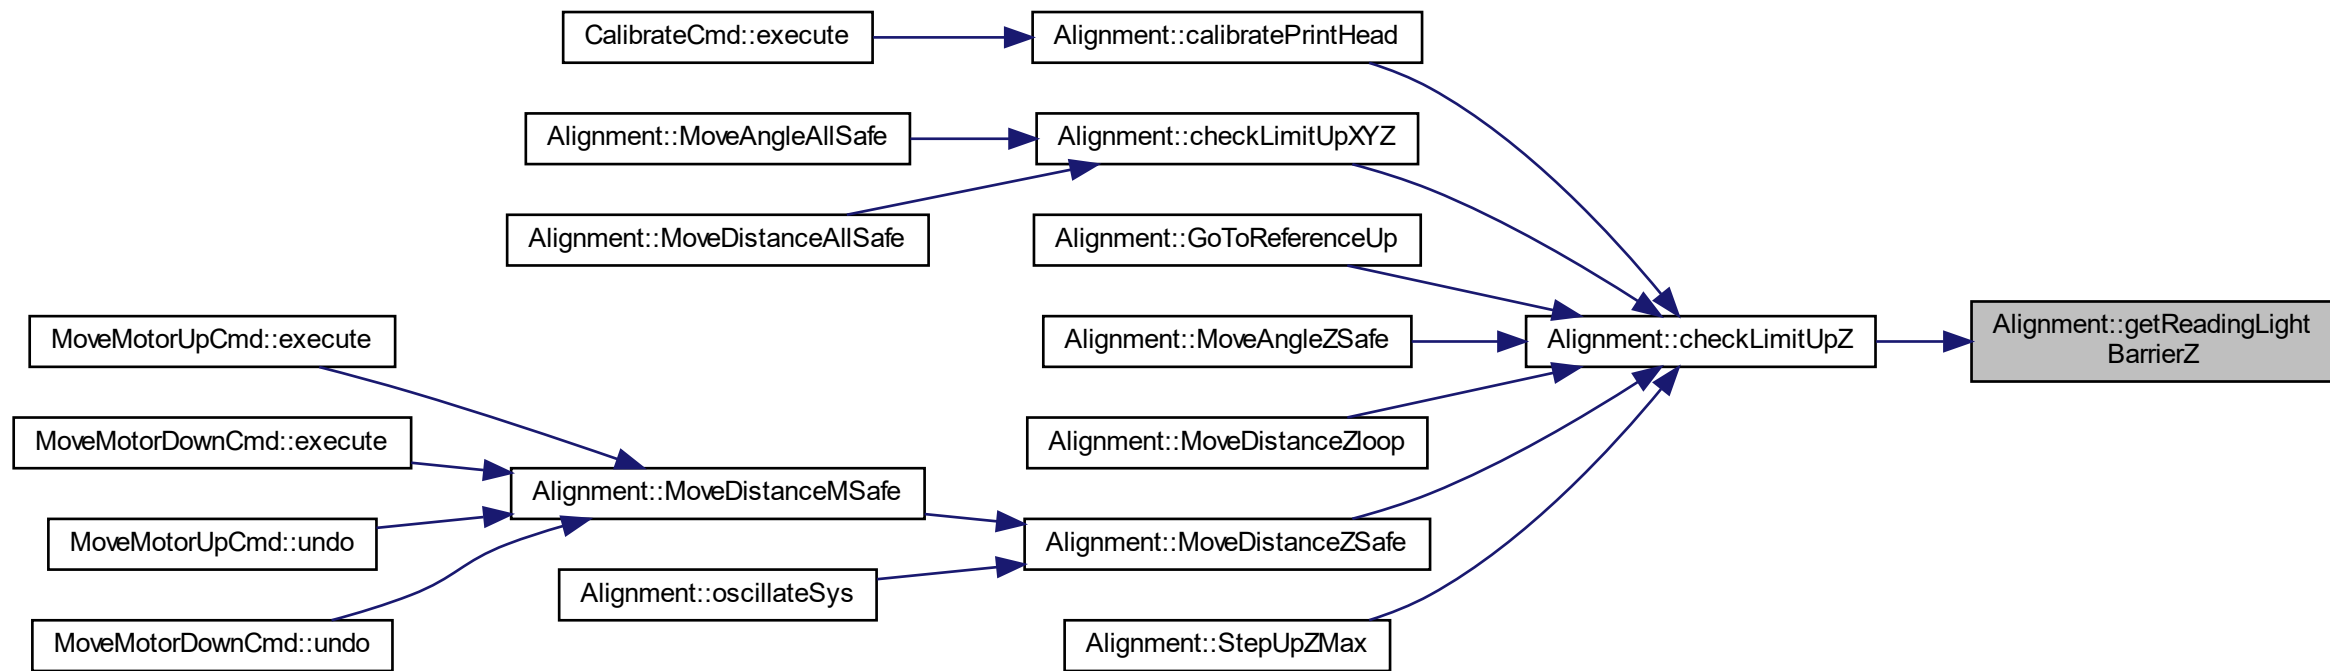 CalibrateCmd::execute
Alignment::calibratePrintHead
Alignment::MoveAngleAllSafe
Alignment::checkLimitUpXYZ
Alignment::MoveDistanceAllSafe
Alignment::GoToReferenceUp
MoveMotorUpCmd::execute
Alignment::MoveAngleZSafe
Alignment::checkLimitUpZ
Alignment::getReadingLight
BarrierZ
MoveMotorDownCmd::execute
Alignment::MoveDistanceZloop
Alignment::MoveDistanceMSafe
MoveMotorUpCmd::undo
Alignment::MoveDistanceZSafe
Alignment::oscillateSys
MoveMotorDownCmd::undo
Alignment::StepUpZMax